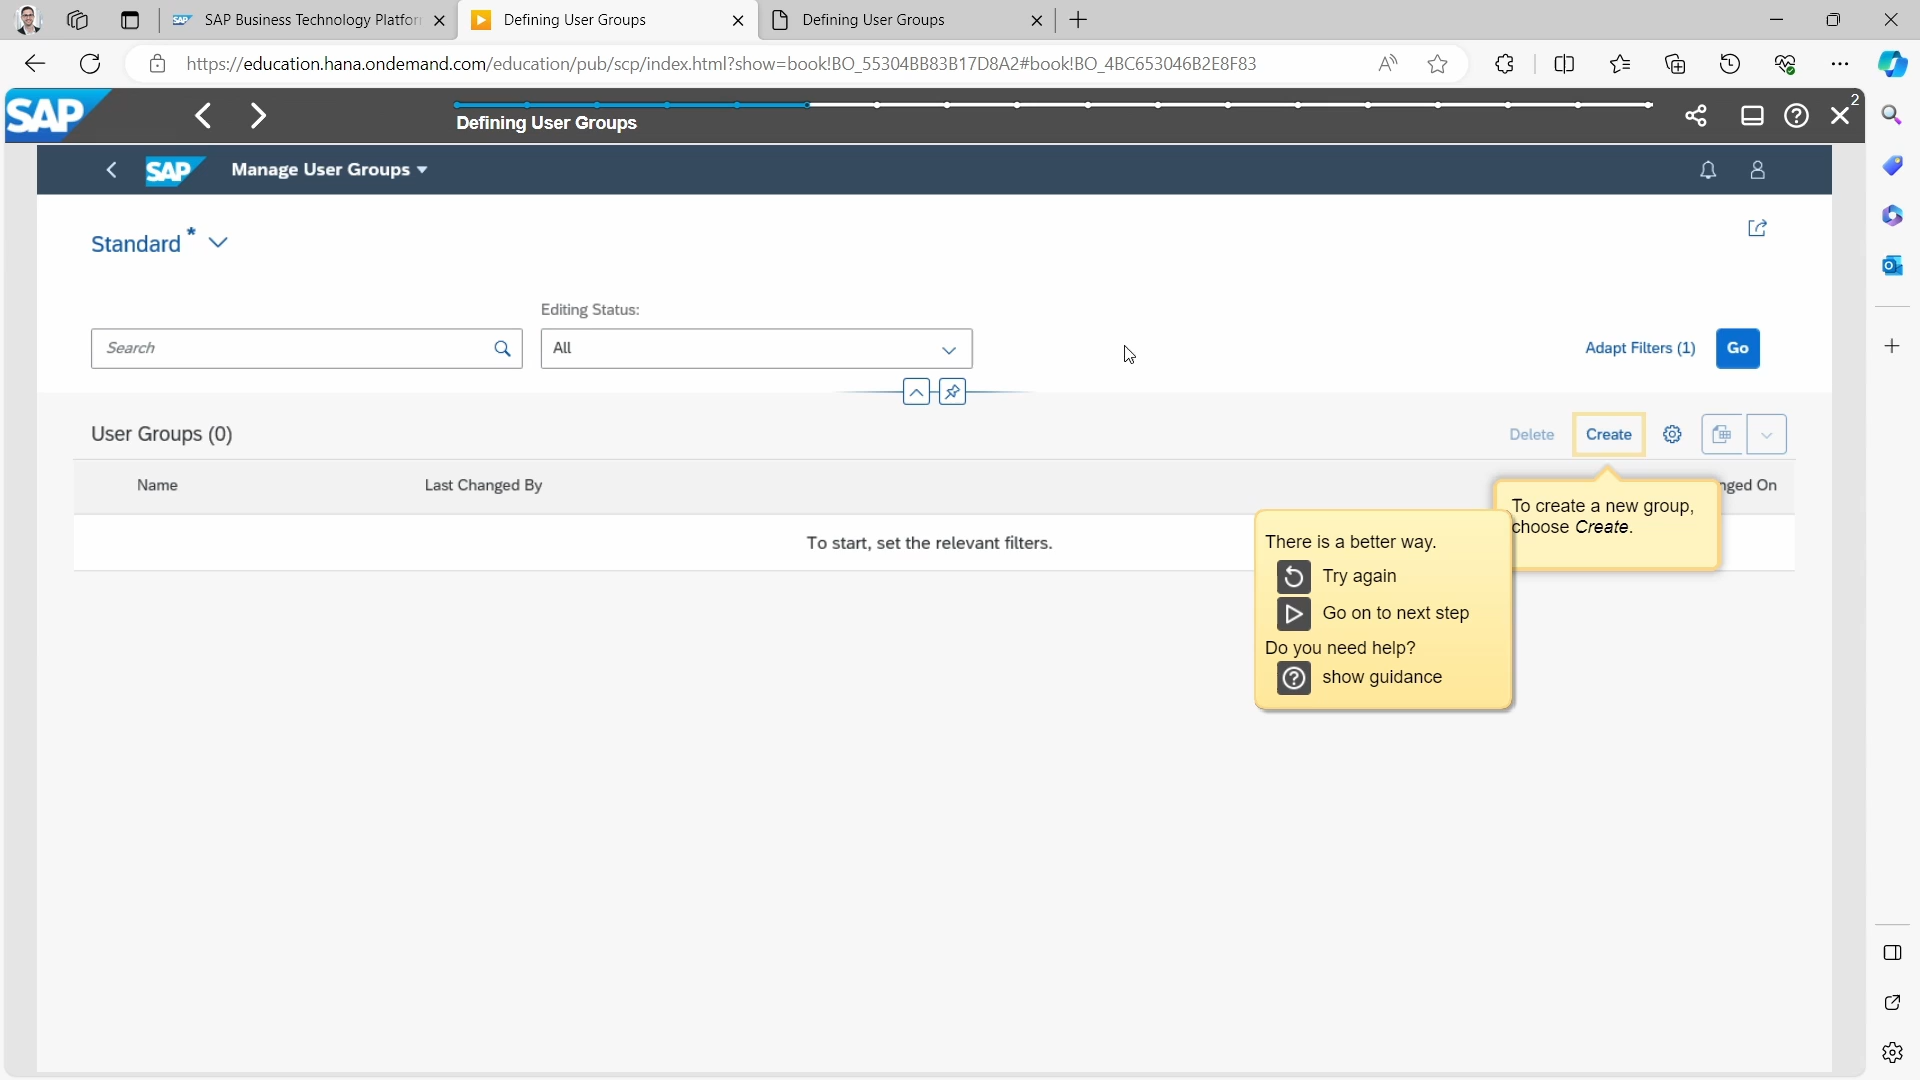 SAP Business Technology Platfor
Defining User Groups
Defining User Groups
https://education.hana.ondemand.com/education/pub/scp/index.html?show=book!BO_55304BB83B17D8A2#book!BO_4BC653046B2E8F83
SAP
Defining User Groups
2
SAP
Manage User Groups
Standard *
Editing Status:
Search
All
Adapt Filters (1)
Go
User Groups (0)
Delete
Create
Name
Last Changed By
nged On
To create a new group,
choose Create.
To start, set the relevant filters.
There is a better way.
Try again
Go on to next step
Do you need help?
show guidance